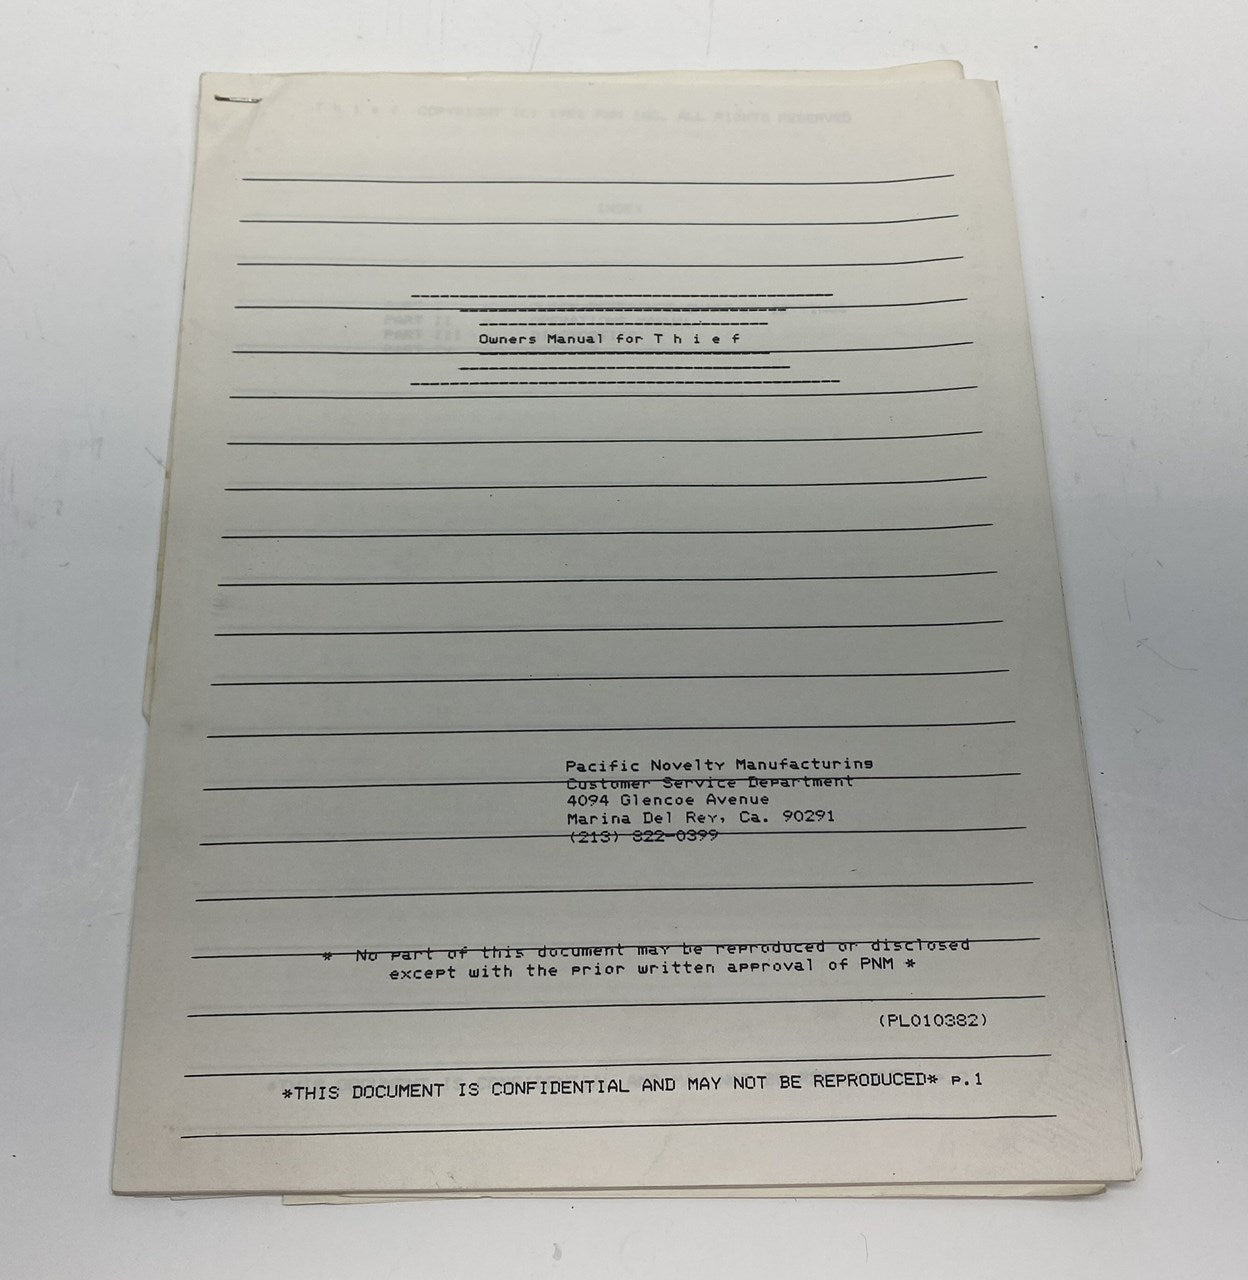 Owners Manual for T h i e f
Pacific Novelty Manufacturing
Customer Service Department
4094 Glencoe Avenue
Marina Del Rey, Ca. 90291
(213) 822-0399
* No part of this document may be reproduced or disclosed
except with the prior written approval of PNM *
(PL010382)
*THIS DOCUMENT IS CONFIDENTIAL AND MAY NOT BE REPRODUCED* p.1